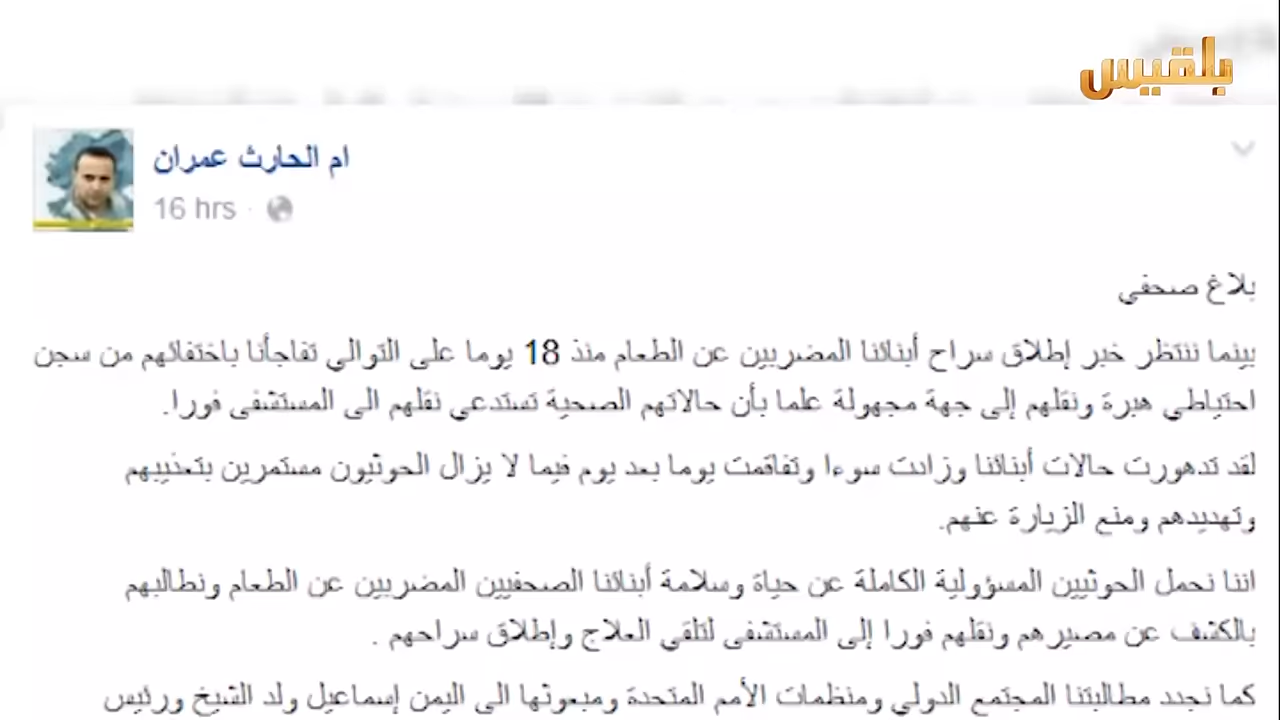 بلقيس
ام الحارث عمران
16 hrs
بلاغ صحفي
بينما ننتظر خبر إطلاق سراح أبنائنا المضربين عن الطعام منذ 18 يوما على التوالي تفاجأنا باختفائهم من سجن
احتياطي هبرة ونقلهم إلى جهة مجهولة علما بأن حالاتهم الصحية تستدعي نقلهم الى المستشفى فورا.
لقد تدهورت حالات أبنائنا وزادت سوءا وتفاقمت يوما بعد يوم فيما لا يزال الحوثيون مستمرين بتعذيبهم
وتهديدهم ومنع الزيارة عنهم.
اننا نحمل الحوثيين المسؤولية الكاملة عن حياة وسلامة أبنائنا الصحفيين المضربين عن الطعام ونطالبهم
بالكشف عن مصيرهم ونقلهم فورا إلى المستشفى لتلقي العلاج وإطلاق سراحهم .
كما نجدد مطالبتنا المجتمع الدولي ومنظمات الأمم المتحدة ومبعوثها الى اليمن إسماعيل ولد الشيخ ورئيس